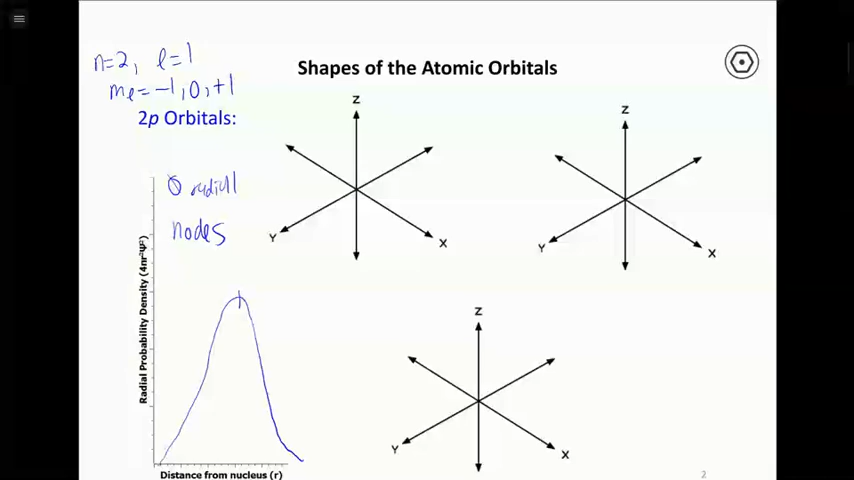 n=2, ℓ=1
mℓ=-1,0,+1
Shapes of the Atomic Orbitals
2p Orbitals:
0 radial
nodes
Z
Y
X
Z
Y
X
Z
Y
X
Radial Probability Density (4πr²Ψ²)
Distance from nucleus (r)
2